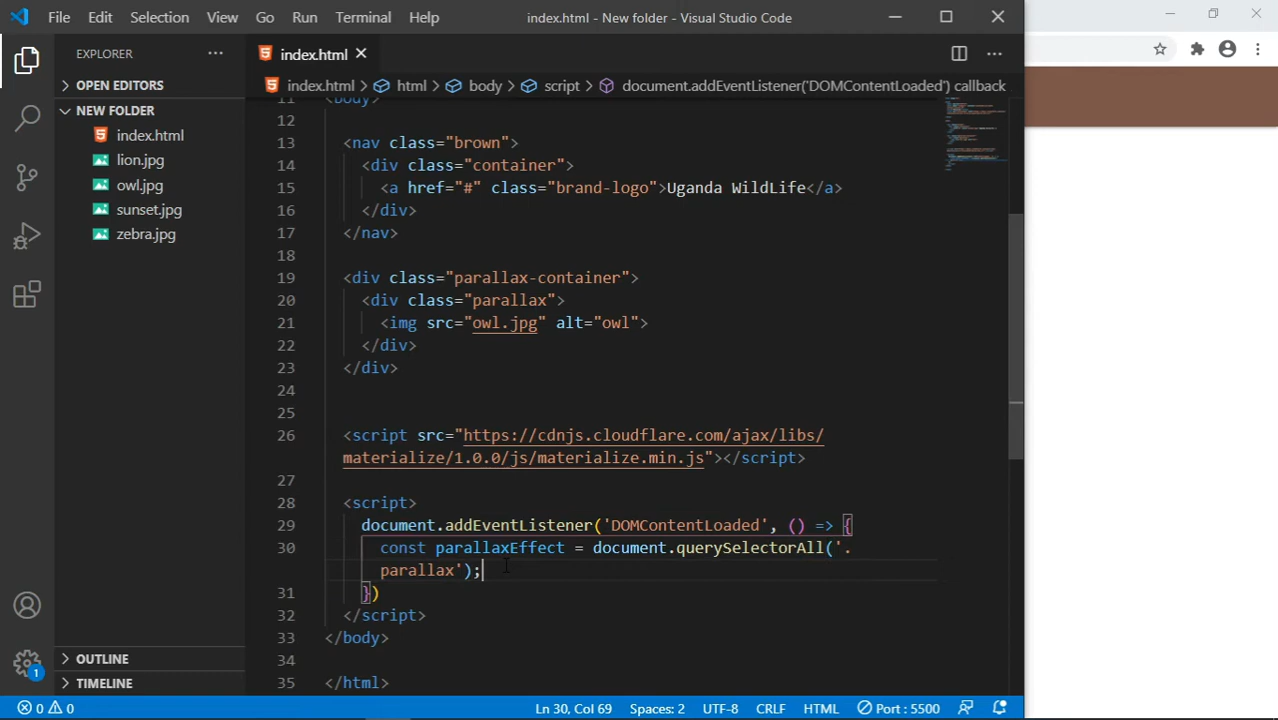 File Edit Selection View Go Run Terminal Help index.html - New folder - Visual Studio Code
EXPLORER
OPEN EDITORS
NEW FOLDER
index.html
lion.jpg
owl.jpg
sunset.jpg
zebra.jpg
OUTLINE
TIMELINE
index.html
index.html > html > body > script > document.addEventListener('DOMContentLoaded') callback
11 <body>
12
13 <nav class="brown">
14 <div class="container">
15 <a href="#" class="brand-logo">Uganda WildLife</a>
16 </div>
17 </nav>
18
19 <div class="parallax-container">
20 <div class="parallax">
21 <img src="owl.jpg" alt="owl">
22 </div>
23 </div>
24
25
26 <script src="https://cdnjs.cloudflare.com/ajax/libs/
materialize/1.0.0/js/materialize.min.js"></script>
27
28 <script>
29 document.addEventListener('DOMContentLoaded', () => {
30 const parallaxEffect = document.querySelectorAll('.
parallax');
31 })
32 </script>
33 </body>
34
35 </html>
1
0 0 Ln 30, Col 69 Spaces: 2 UTF-8 CRLF HTML Port : 5500